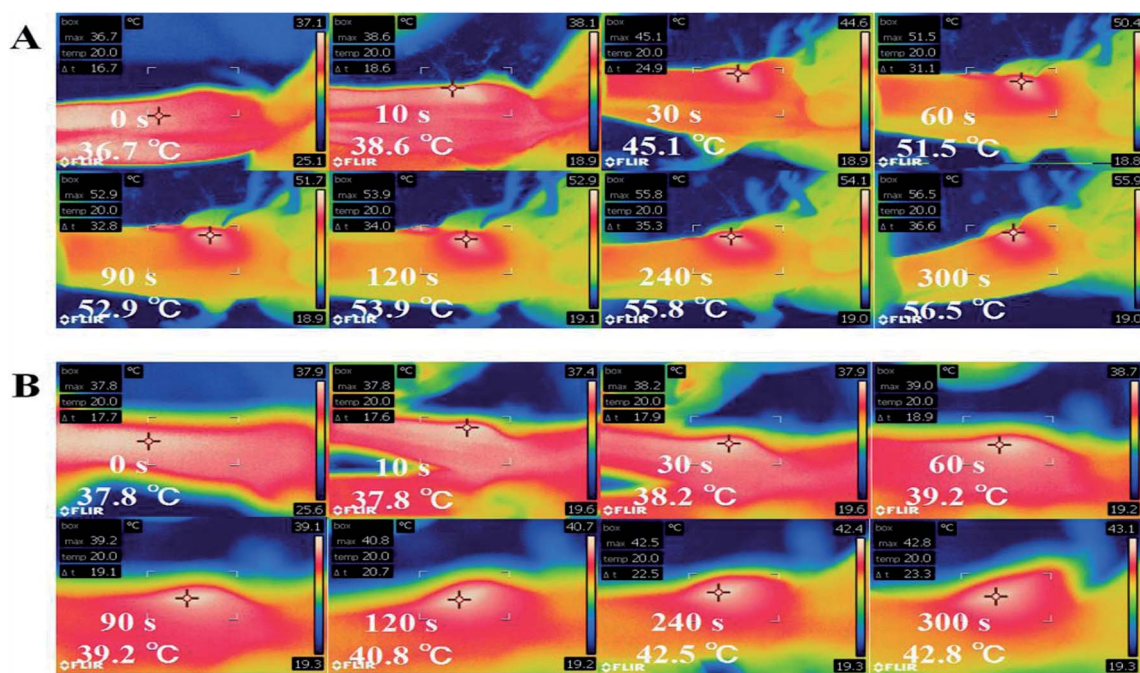 A
box °C 37.1
max 36.7
temp 20.0
Δ t 16.7
0 s
36.7 °C
FLIR 25.1
box °C 38.1
max 38.6
temp 20.0
Δ t 18.6
10 s
38.6 °C
FLIR 18.9
box °C 44.6
max 45.1
temp 20.0
Δ t 24.9
30 s
45.1 °C
FLIR 18.9
box °C 50.4
max 51.5
temp 20.0
Δ t 31.1
60 s
51.5 °C
FLIR 18.8
box °C 51.7
max 52.9
temp 20.0
Δ t 32.8
90 s
52.9 °C
FLIR 18.9
box °C 52.9
max 53.9
temp 20.0
Δ t 34.0
120 s
53.9 °C
FLIR 19.1
box °C 54.1
max 55.8
temp 20.0
Δ t 35.3
240 s
55.8 °C
FLIR 19.0
box °C 55.9
max 56.5
temp 20.0
Δ t 36.6
300 s
56.5 °C
FLIR 19.0
B
box °C 37.9
max 37.8
temp 20.0
Δ t 17.7
0 s
37.8 °C
FLIR 25.6
box °C 37.4
max 37.8
temp 20.0
Δ t 17.6
10 s
37.8 °C
FLIR 19.6
box °C 37.9
max 38.2
temp 20.0
Δ t 17.9
30 s
38.2 °C
FLIR 19.6
box °C 38.7
max 39.0
temp 20.0
Δ t 18.9
60 s
39.2 °C
FLIR 19.2
box °C 39.1
max 39.2
temp 20.0
Δ t 19.1
90 s
39.2 °C
FLIR 19.3
box °C 40.7
max 40.8
temp 20.0
Δ t 20.7
120 s
40.8 °C
FLIR 19.2
box °C 42.4
max 42.5
temp 20.0
Δ t 22.5
240 s
42.5 °C
FLIR 19.3
box °C 43.1
max 42.8
temp 20.0
Δ t 23.3
300 s
42.8 °C
FLIR 19.3